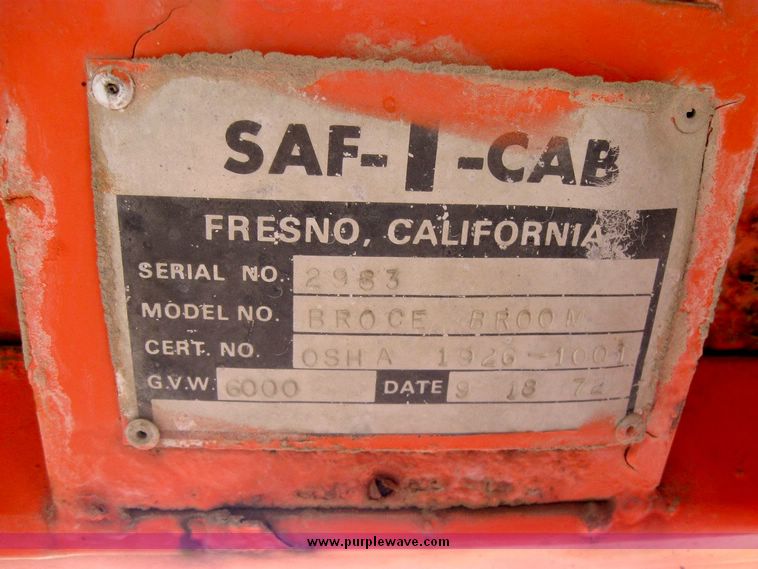 SAF-T-CAB
FRESNO, CALIFORNIA
SERIAL NO. 2983
MODEL NO. BROCE BROOM
CERT. NO. OSHA 1926-1001
G.V.W. 6000 DATE 9 18 72
www.purplewave.com